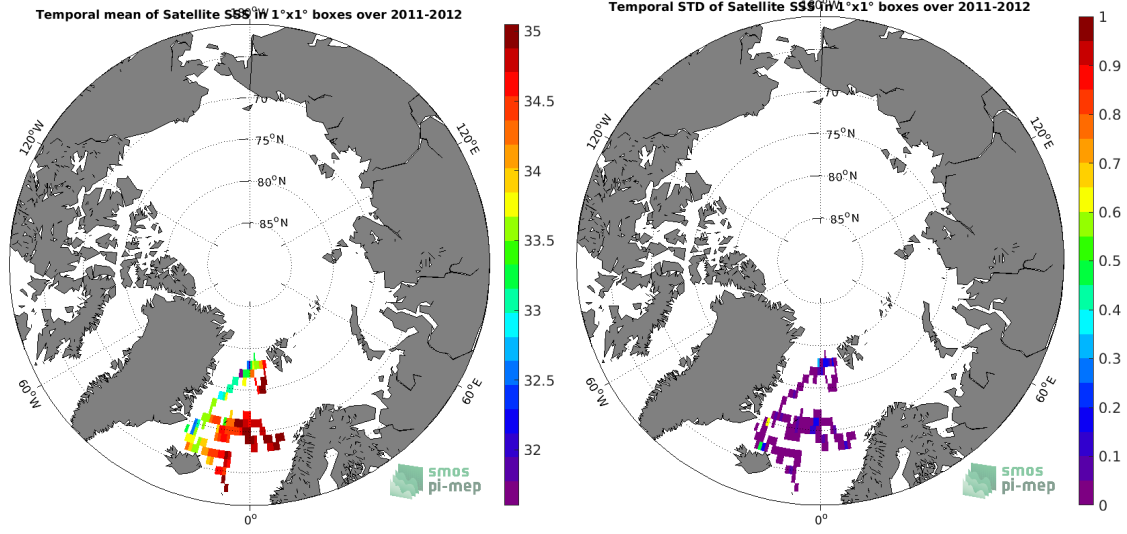 Temporal mean of Satellite SSS in 1°x1° boxes over 2011-2012
180°W
120°W
120°E
70
75°N
80°N
85°N
60°W
60°E
0°
35
34.5
34
33.5
33
32.5
32
smos
pi-mep
Temporal STD of Satellite SSS in 1°x1° boxes over 2011-2012
180°W
120°W
120°E
70
75°N
80°N
85°N
60°W
60°E
0°
1
0.9
0.8
0.7
0.6
0.5
0.4
0.3
0.2
0.1
0
smos
pi-mep